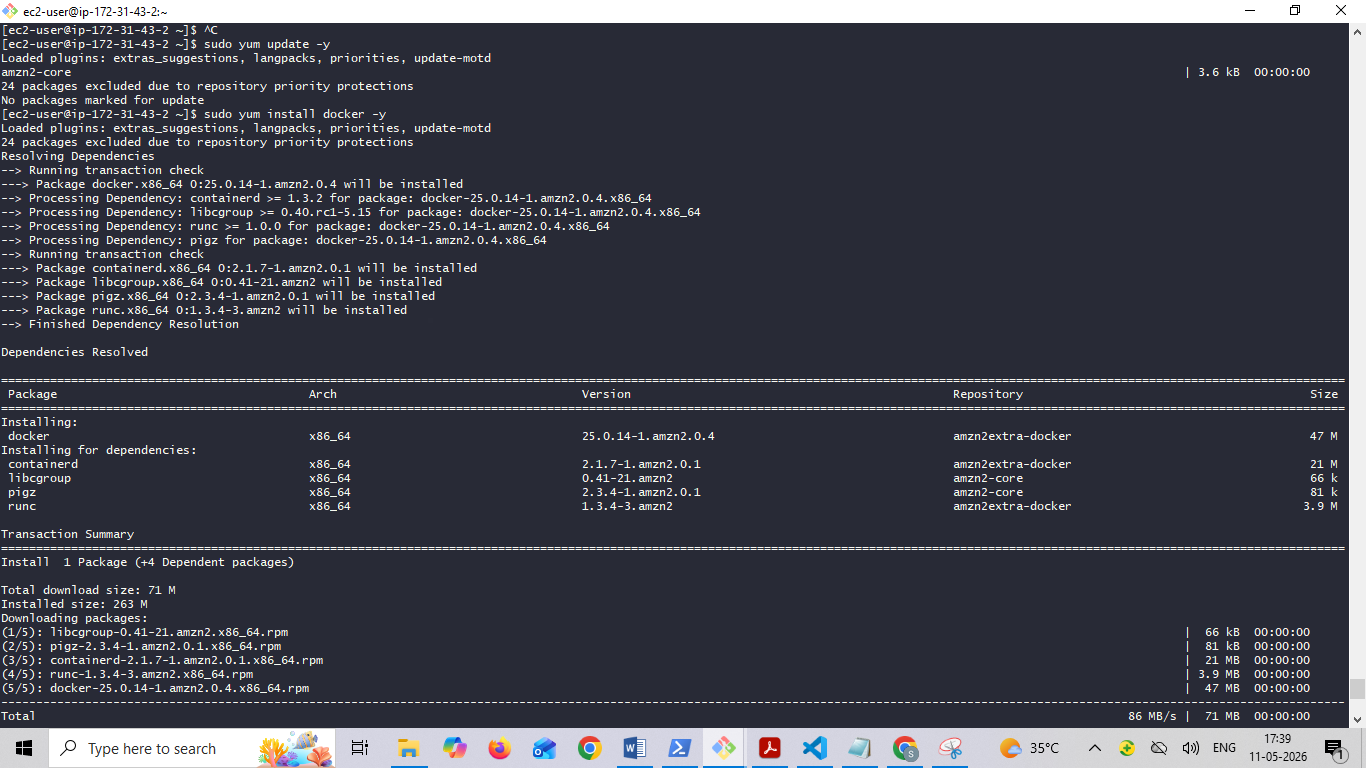 ec2-user@ip-172-31-43-2:~
[ec2-user@ip-172-31-43-2 ~]$ ^C
[ec2-user@ip-172-31-43-2 ~]$ sudo yum update -y
Loaded plugins: extras_suggestions, langpacks, priorities, update-motd
amzn2-core | 3.6 kB 00:00:00
24 packages excluded due to repository priority protections
No packages marked for update
[ec2-user@ip-172-31-43-2 ~]$ sudo yum install docker -y
Loaded plugins: extras_suggestions, langpacks, priorities, update-motd
24 packages excluded due to repository priority protections
Resolving Dependencies
--> Running transaction check
---> Package docker.x86_64 0:25.0.14-1.amzn2.0.4 will be installed
--> Processing Dependency: containerd >= 1.3.2 for package: docker-25.0.14-1.amzn2.0.4.x86_64
--> Processing Dependency: libcgroup >= 0.40.rc1-5.15 for package: docker-25.0.14-1.amzn2.0.4.x86_64
--> Processing Dependency: runc >= 1.0.0 for package: docker-25.0.14-1.amzn2.0.4.x86_64
--> Processing Dependency: pigz for package: docker-25.0.14-1.amzn2.0.4.x86_64
--> Running transaction check
---> Package containerd.x86_64 0:2.1.7-1.amzn2.0.1 will be installed
---> Package libcgroup.x86_64 0:0.41-21.amzn2 will be installed
---> Package pigz.x86_64 0:2.3.4-1.amzn2.0.1 will be installed
---> Package runc.x86_64 0:1.3.4-3.amzn2 will be installed
--> Finished Dependency Resolution
Dependencies Resolved
Package Arch Version Repository Size
Installing:
docker x86_64 25.0.14-1.amzn2.0.4 amzn2extra-docker 47 M
Installing for dependencies:
containerd x86_64 2.1.7-1.amzn2.0.1 amzn2extra-docker 21 M
libcgroup x86_64 0.41-21.amzn2 amzn2-core 66 k
pigz x86_64 2.3.4-1.amzn2.0.1 amzn2-core 81 k
runc x86_64 1.3.4-3.amzn2 amzn2extra-docker 3.9 M
Transaction Summary
Install 1 Package (+4 Dependent packages)
Total download size: 71 M
Installed size: 263 M
Downloading packages:
(1/5): libcgroup-0.41-21.amzn2.x86_64.rpm | 66 kB 00:00:00
(2/5): pigz-2.3.4-1.amzn2.0.1.x86_64.rpm | 81 kB 00:00:00
(3/5): containerd-2.1.7-1.amzn2.0.1.x86_64.rpm | 21 MB 00:00:00
(4/5): runc-1.3.4-3.amzn2.x86_64.rpm | 3.9 MB 00:00:00
(5/5): docker-25.0.14-1.amzn2.0.4.x86_64.rpm | 47 MB 00:00:00
Total 86 MB/s | 71 MB 00:00:00
Type here to search
35°C
ENG
17:39
11-05-2026
1